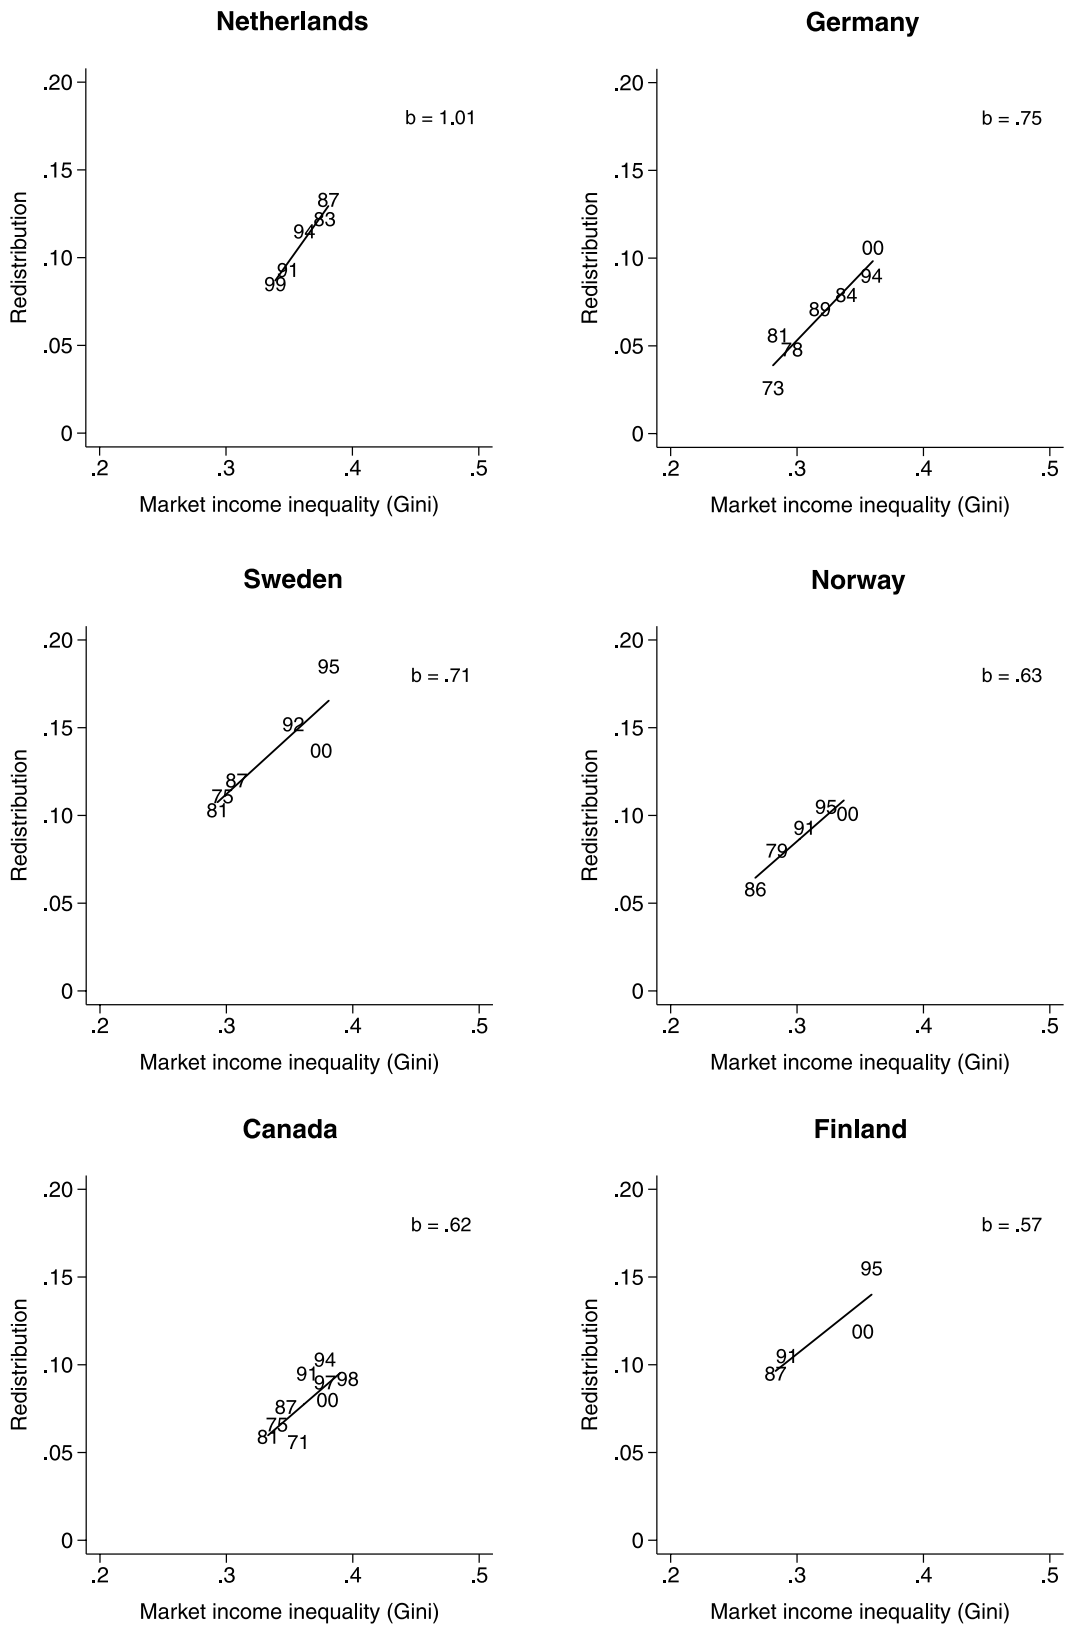 Netherlands
.20
b = 1.01
.15
87
83
94
.10
91
99
.05
0
Redistribution
.2 .3 .4 .5
Market income inequality (Gini)
Germany
.20
b = .75
.15
00
.10
94
84
89
81
.05
78
73
0
Redistribution
.2 .3 .4 .5
Market income inequality (Gini)
Sweden
.20
95
b = .71
.15
92
00
87
75
.10
81
.05
0
Redistribution
.2 .3 .4 .5
Market income inequality (Gini)
Norway
.20
b = .63
.15
95
.10
00
91
79
86
.05
0
Redistribution
.2 .3 .4 .5
Market income inequality (Gini)
Canada
.20
b = .62
.15
94
.10
91
97 98
00
87
75
81 71
.05
0
Redistribution
.2 .3 .4 .5
Market income inequality (Gini)
Finland
.20
b = .57
95
.15
00
91
.10
87
.05
0
Redistribution
.2 .3 .4 .5
Market income inequality (Gini)